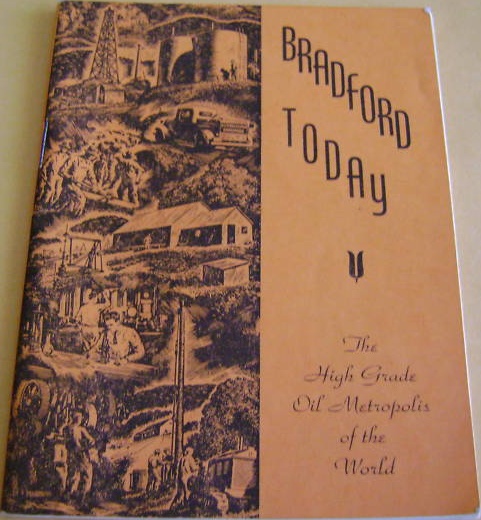 BRADFORD
TODAY
The
High Grade
Oil Metropolis
of the
World